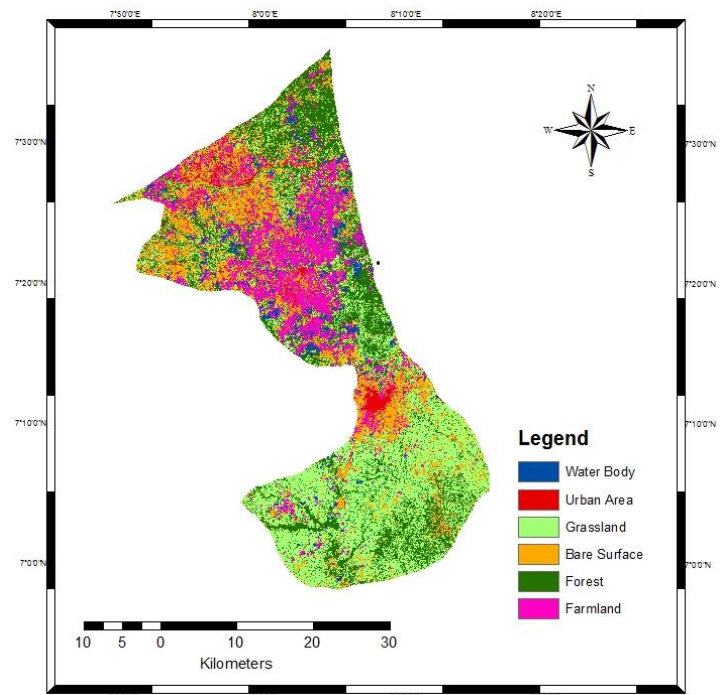 7°50'0"E 8°0'0"E 8°10'0"E 8°20'0"E
N
W E
S
7°30'0"N 7°30'0"N
7°20'0"N 7°20'0"N
7°10'0"N 7°10'0"N
Legend
Water Body
Urban Area
Grassland
Bare Surface
Forest
Farmland
7°0'0"N 7°0'0"N
10 5 0 10 20 30
Kilometers